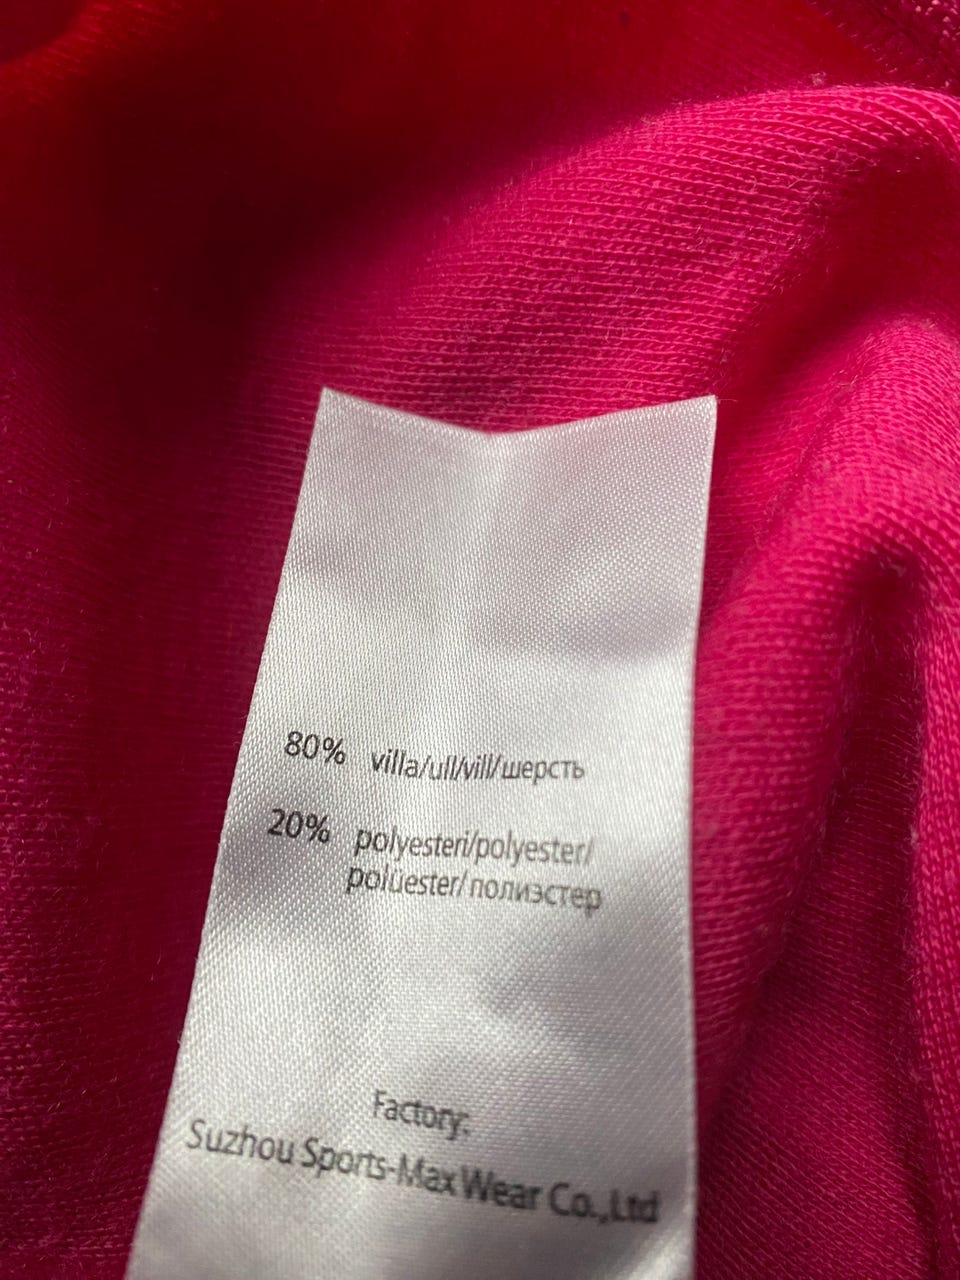 80% villa/ull/vill/шерсть
20% polyesteri/polyester/
polüester/полиэстер
Factory:
Suzhou Sports-Max Wear Co.,Ltd